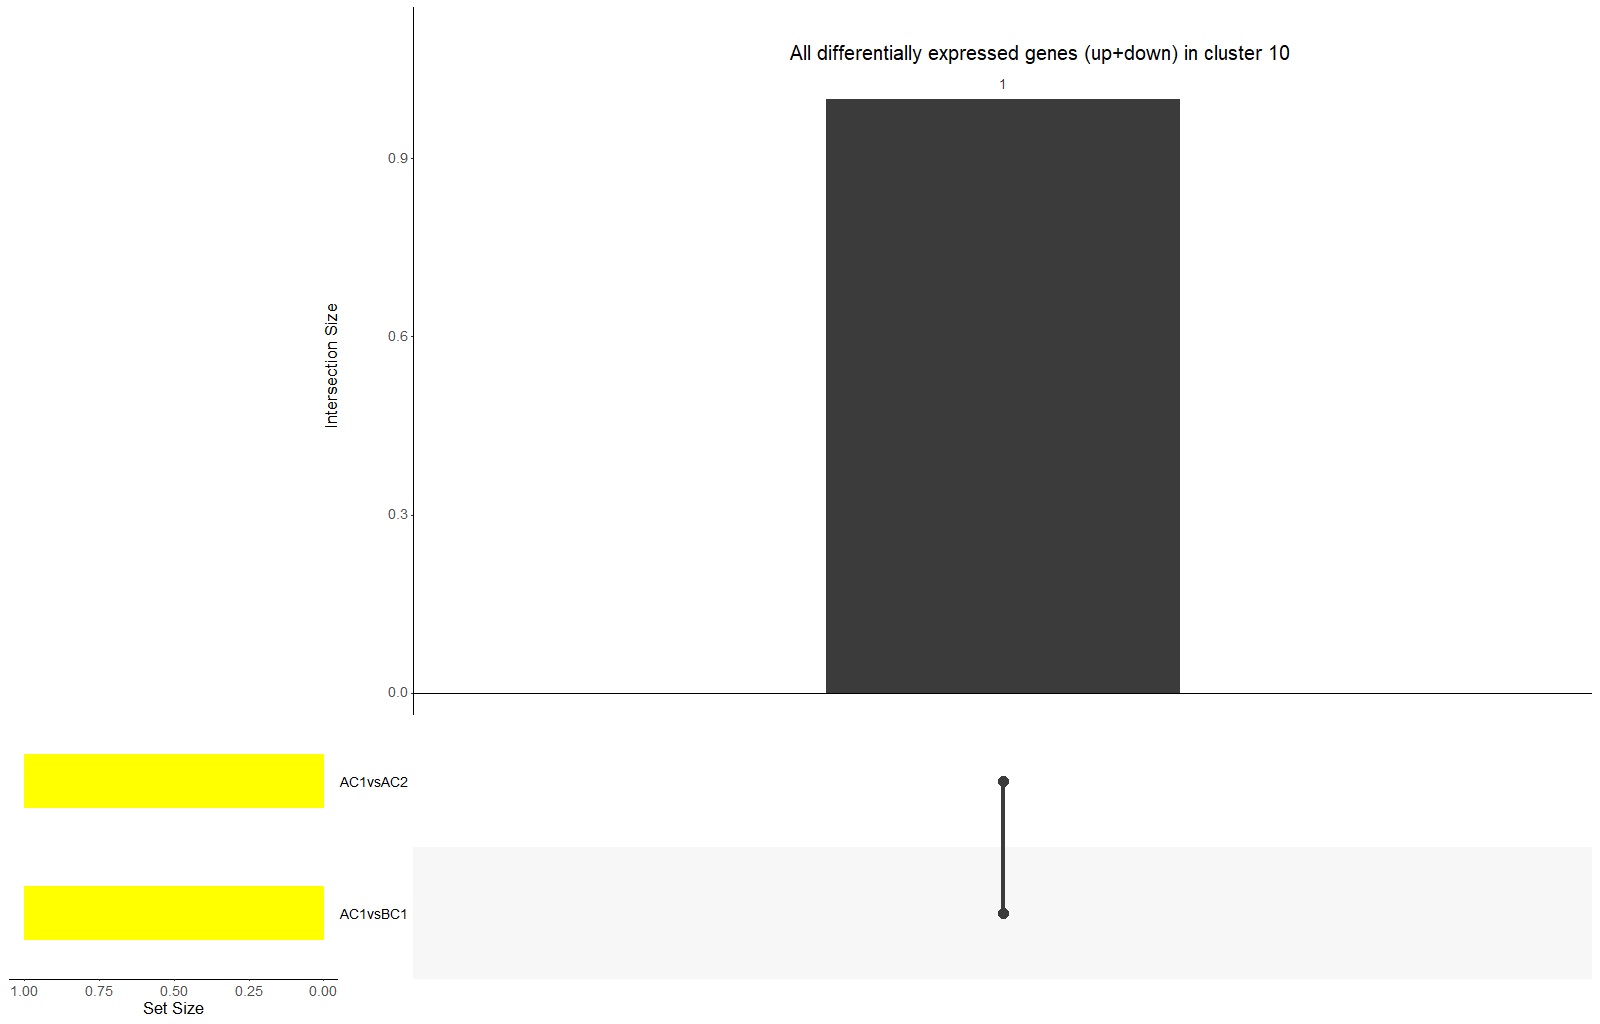 All differentially expressed genes (up+down) in cluster 10
1
0.9
0.6
0.3
0.0
Intersection Size
AC1vsAC2
AC1vsBC1
1.00 0.75 0.50 0.25 0.00
Set Size